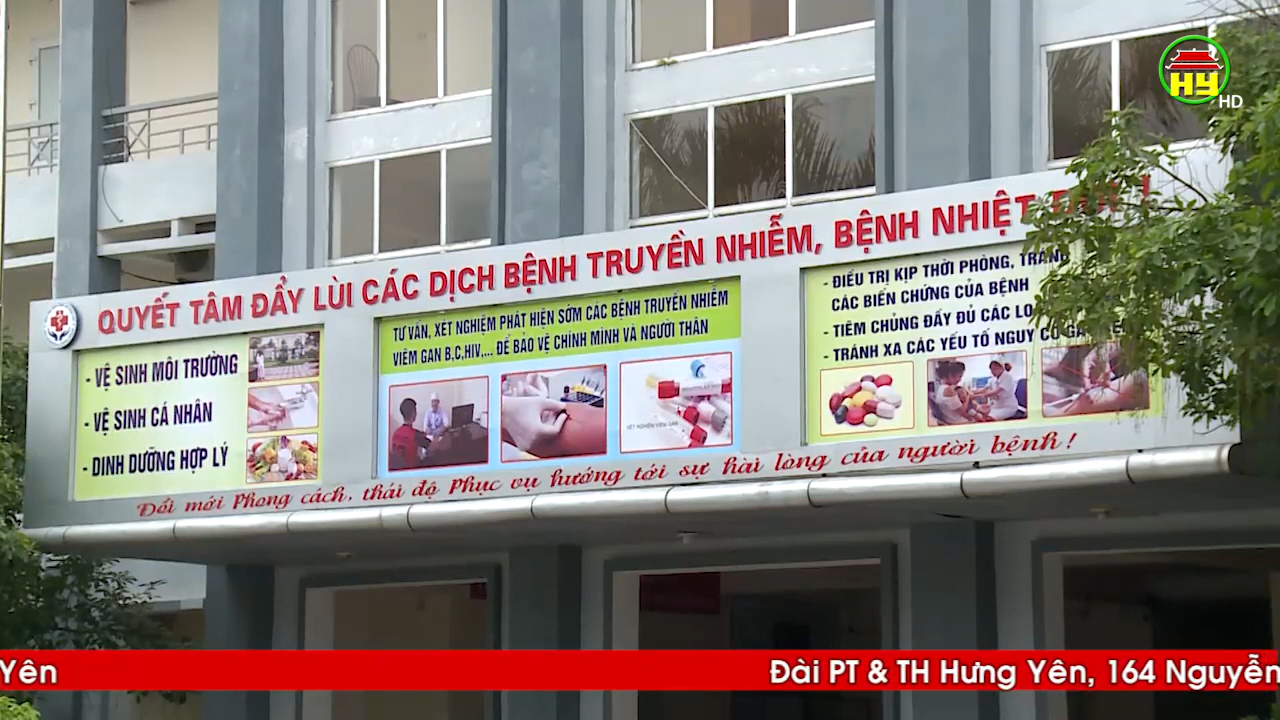 HY HD
QUYẾT TÂM ĐẨY LÙI CÁC DỊCH BỆNH TRUYỀN NHIỄM, BỆNH NHIỆT
- VỆ SINH MÔI TRƯỜNG
- VỆ SINH CÁ NHÂN
- DINH DƯỠNG HỢP LÝ
TƯ VẤN, XÉT NGHIỆM PHÁT HIỆN SỚM CÁC BỆNH TRUYỀN NHIỄM
VIÊM GAN B,C,HIV,... ĐỂ BẢO VỆ CHÍNH MÌNH VÀ NGƯỜI THÂN
XÉT NGHIỆM VIÊM GAN
- ĐIỀU TRỊ KỊP THỜI PHÒNG, TRÁNH
CÁC BIẾN CHỨNG CỦA BỆNH
- TIÊM CHỦNG ĐẦY ĐỦ CÁC
- TRÁNH XA CÁC YẾU TỐ NGUY CƠ
Đổi mới Phong cách, thái độ Phục vụ hướng tới sự hài lòng của người bệnh!
Yên
Đài PT & TH Hưng Yên, 164 Nguyễn